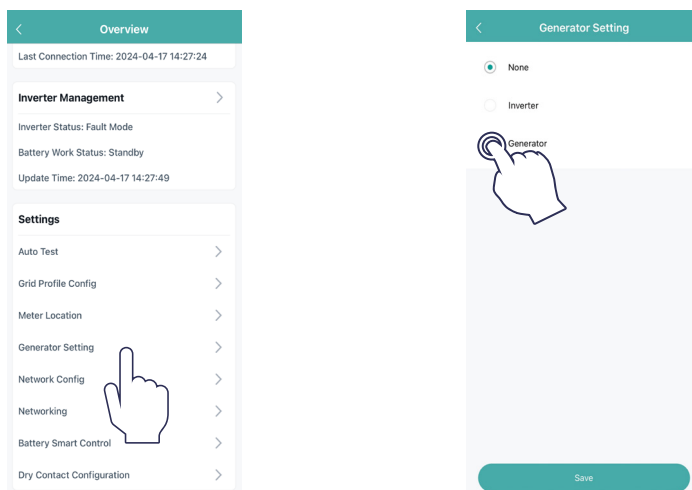 Overview
Last Connection Time: 2024-04-17 14:27:24
Inverter Management
Inverter Status: Fault Mode
Battery Work Status: Standby
Update Time: 2024-04-17 14:27:49
Settings
Auto Test
Grid Profile Config
Meter Location
Generator Setting
Network Config
Networking
Battery Smart Control
Dry Contact Configuration
Generator Setting
None
Inverter
Generator
Save